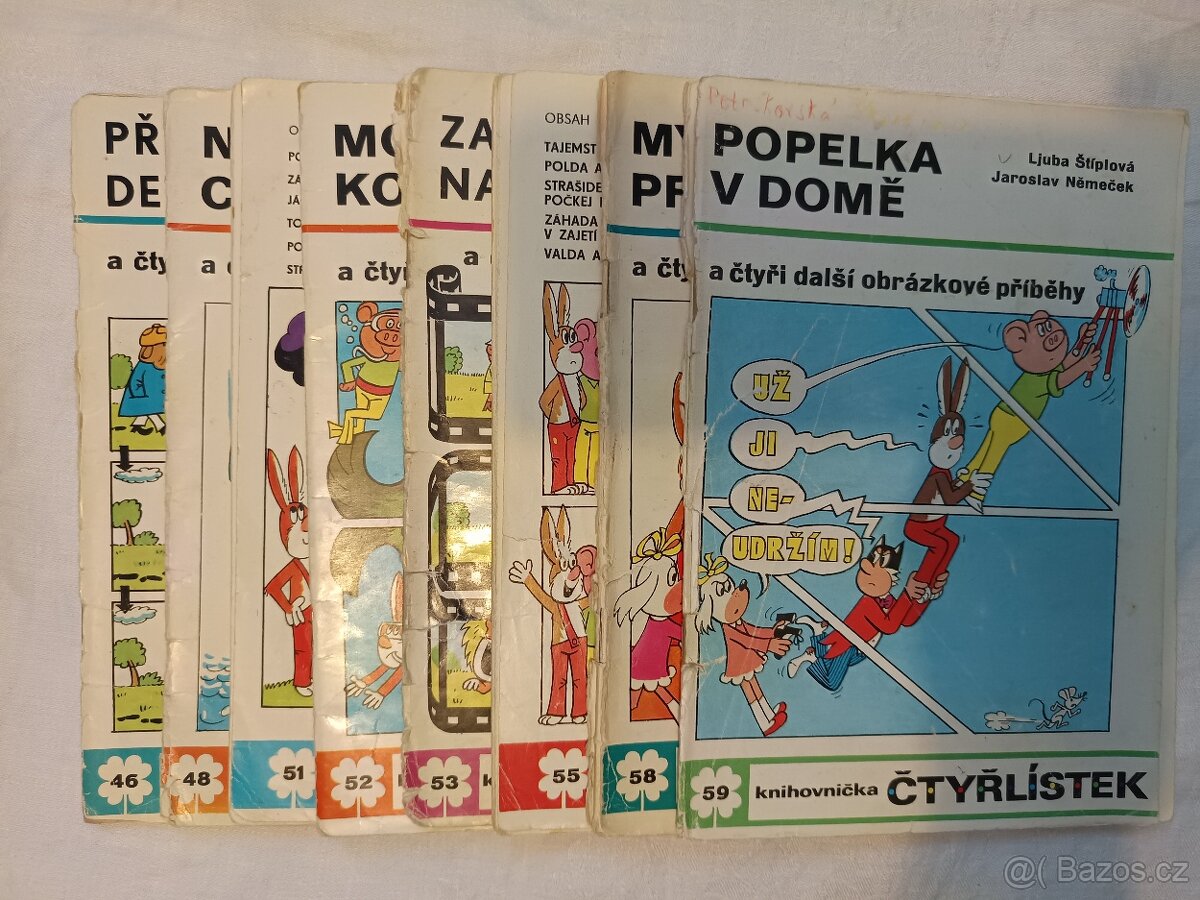 PŘ
DE
a čty
46
N
C
a
48
O
PO
ZA
JÁ
TO
PO
STR
51
MO
KO
a čtyř
52
ZA
NA
a
53
OBSAH
TAJEMST
POLDA A
STRAŠIDE
POČKEJ
ZÁHADA
V ZAJETÍ
VALDA A
55
MY
PR
a čty
58
POPELKA
V DOMĚ
Ljuba Štíplová
Jaroslav Němeček
a čtyři další obrázkové příběhy
UŽ
JI
NE-
UDRŽÍM!
59 knihovnička ČTYŘLÍSTEK
@( Bazos.cz